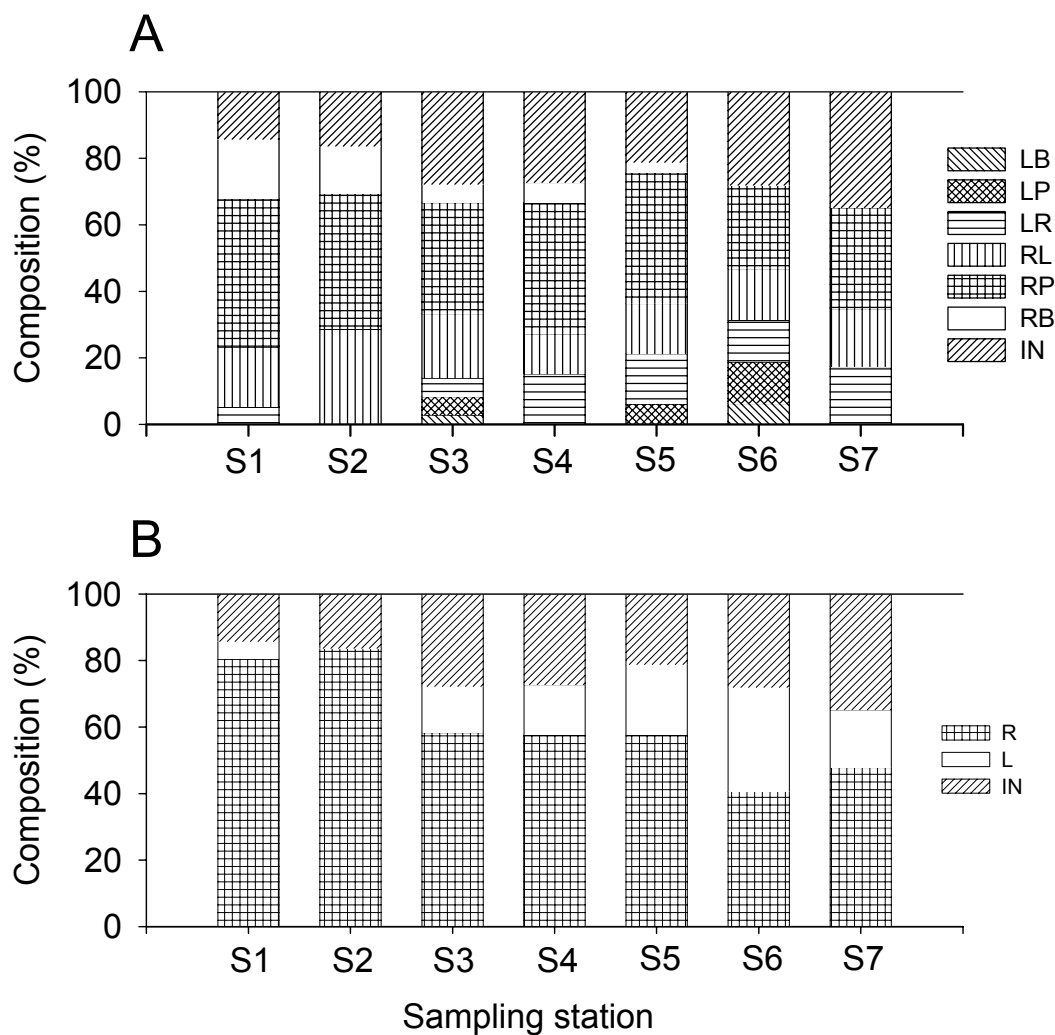 A
Composition (%)
100
80
60
40
20
0
S1 S2 S3 S4 S5 S6 S7
LB
LP
LR
RL
RP
RB
IN
B
Composition (%)
100
80
60
40
20
0
S1 S2 S3 S4 S5 S6 S7
R
L
IN
Sampling station